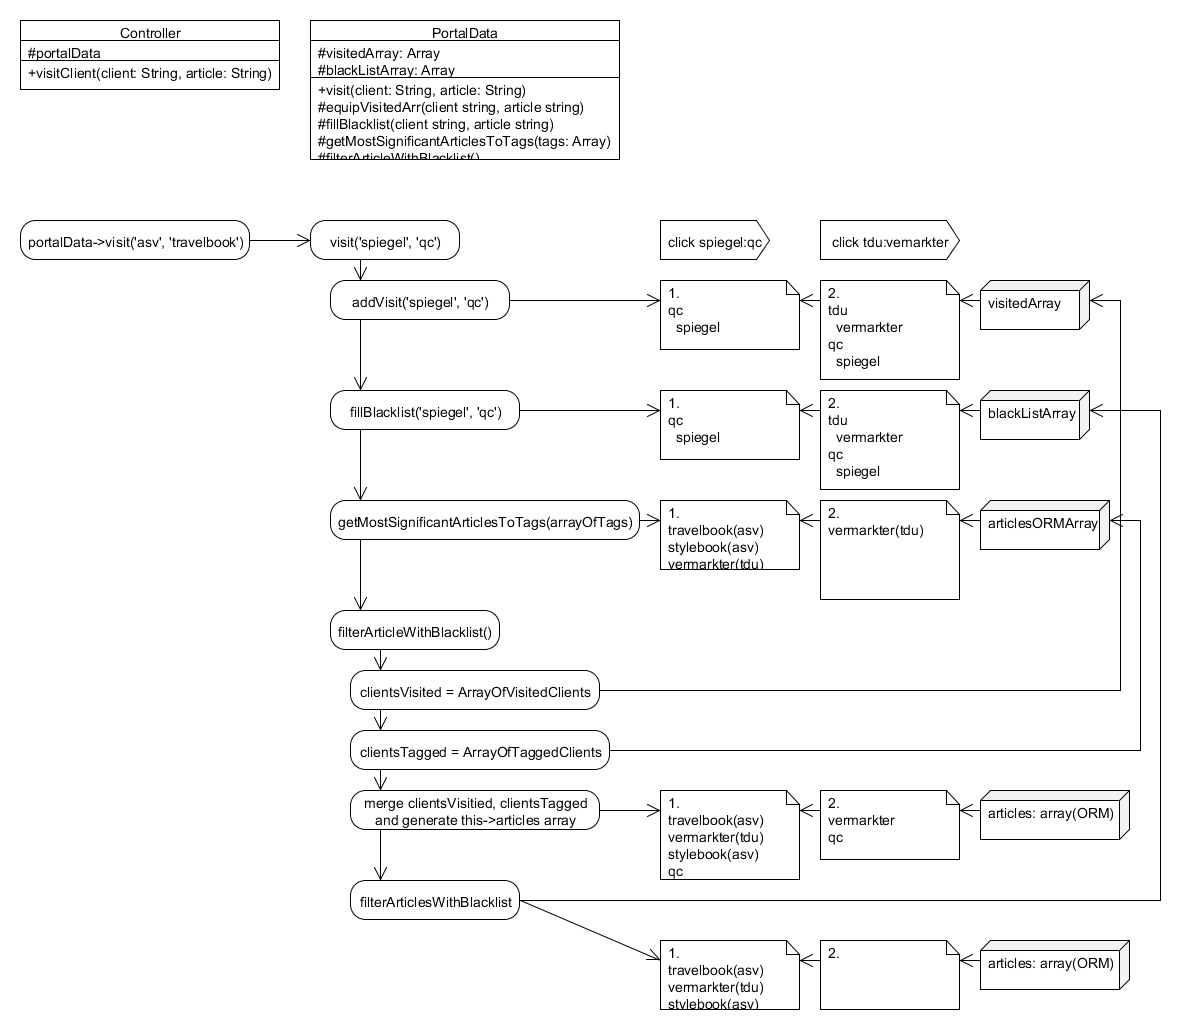 Controller
#portalData
+visitClient(client: String, article: String)
PortalData
#visitedArray: Array
#blackListArray: Array
+visit(client: String, article: String)
#equipVisitedArr(client string, article string)
#fillBlacklist(client string, article string)
#getMostSignificantArticlesToTags(tags: Array)
#filterArticleWithBlacklist()
portalData->visit('asv', 'travelbook')
visit('spiegel', 'qc')
click spiegel:qc
click tdu:vemarkter
addVisit('spiegel', 'qc')
1.
qc
spiegel
2.
tdu
vermarkter
qc
spiegel
visitedArray
fillBlacklist('spiegel', 'qc')
1.
qc
spiegel
2.
tdu
vermarkter
qc
spiegel
blackListArray
getMostSignificantArticlesToTags(arrayOfTags)
1.
travelbook(asv)
stylebook(asv)
vermarkter(tdu)
2.
vermarkter(tdu)
articlesORMArray
filterArticleWithBlacklist()
clientsVisited = ArrayOfVisitedClients
clientsTagged = ArrayOfTaggedClients
merge clientsVisitied, clientsTagged
and generate this->articles array
1.
travelbook(asv)
vermarkter(tdu)
stylebook(asv)
qc
2.
vermarkter
qc
articles: array(ORM)
filterArticlesWithBlacklist
1.
travelbook(asv)
vermarkter(tdu)
stylebook(asv)
2.
articles: array(ORM)